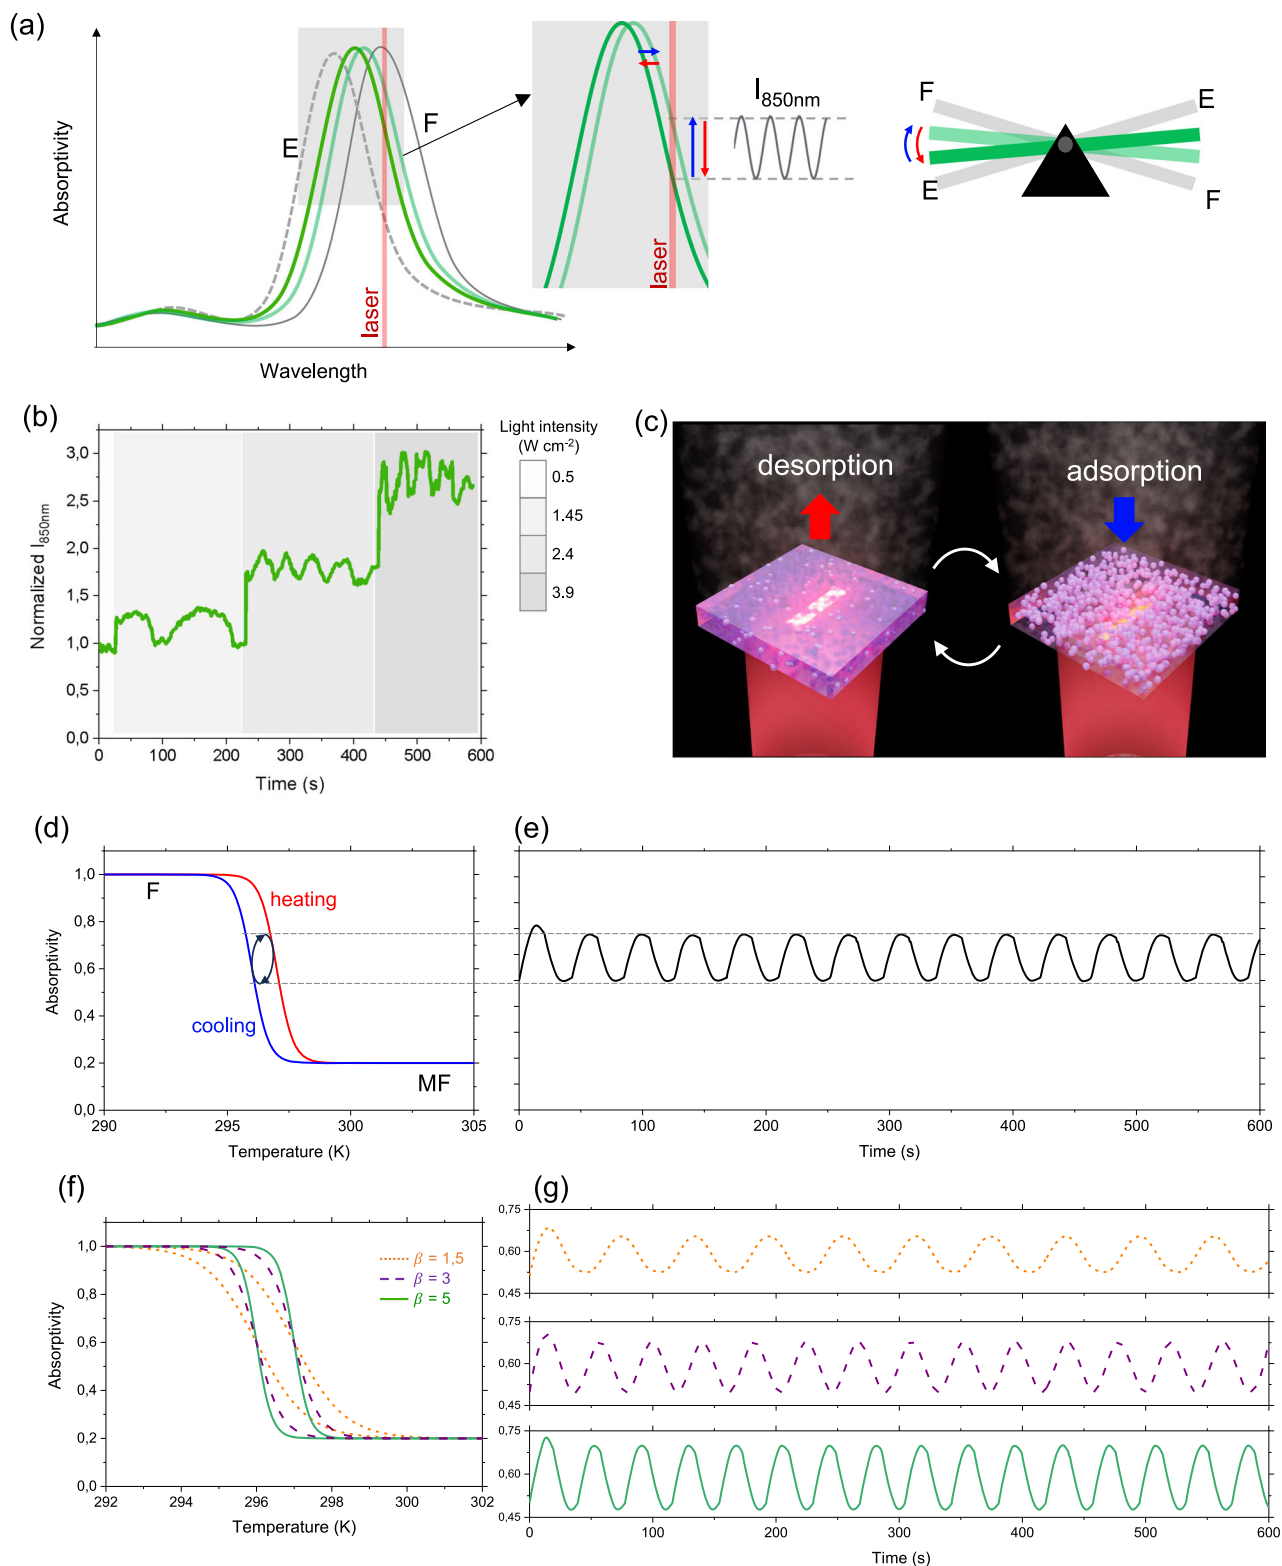 (a)
Absorptivity
E
F
laser
Wavelength
laser
I850nm
F
E
E
F
(b)
Normalized I850nm
3,0
2,5
2,0
1,5
1,0
0,5
0,0
0 100 200 300 400 500 600
Time (s)
Light intensity
(W cm-2)
0.5
1.45
2.4
3.9
(c)
desorption
adsorption
(d)
Absorptivity
1,0
0,8
0,6
0,4
0,2
0,0
F
heating
cooling
MF
290 295 300 305
Temperature (K)
(e)
0 100 200 300 400 500 600
Time (s)
(f)
Absorptivity
1,0
0,8
0,6
0,4
0,2
0,0
β = 1,5
β = 3
β = 5
292 294 296 298 300 302
Temperature (K)
(g)
0,75
0,60
0,45
0,75
0,60
0,45
0,75
0,60
0,45
0 100 200 300 400 500 600
Time (s)